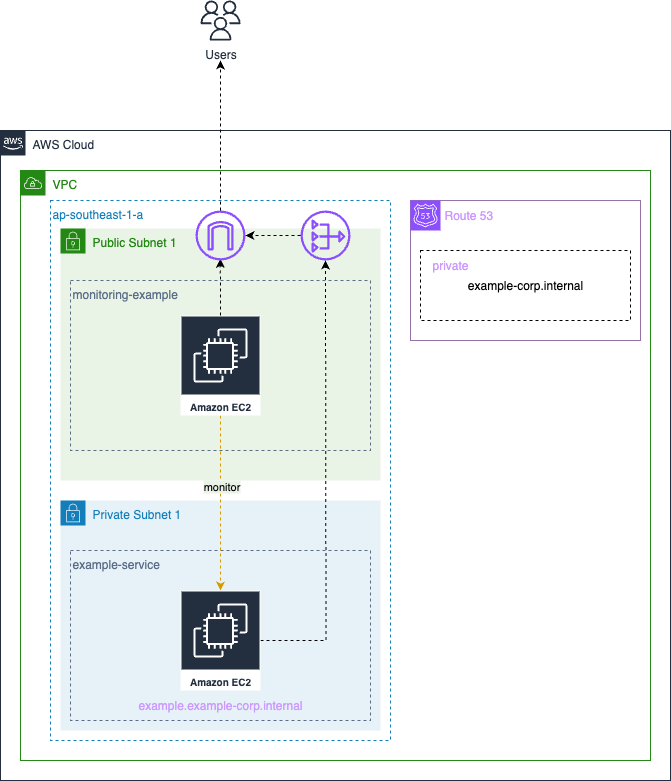 Users
aws
AWS Cloud
VPC
ap-southeast-1-a
Public Subnet 1
monitoring-example
Amazon EC2
monitor
Private Subnet 1
example-service
Amazon EC2
example.example-corp.internal
53
Route 53
private
example-corp.internal